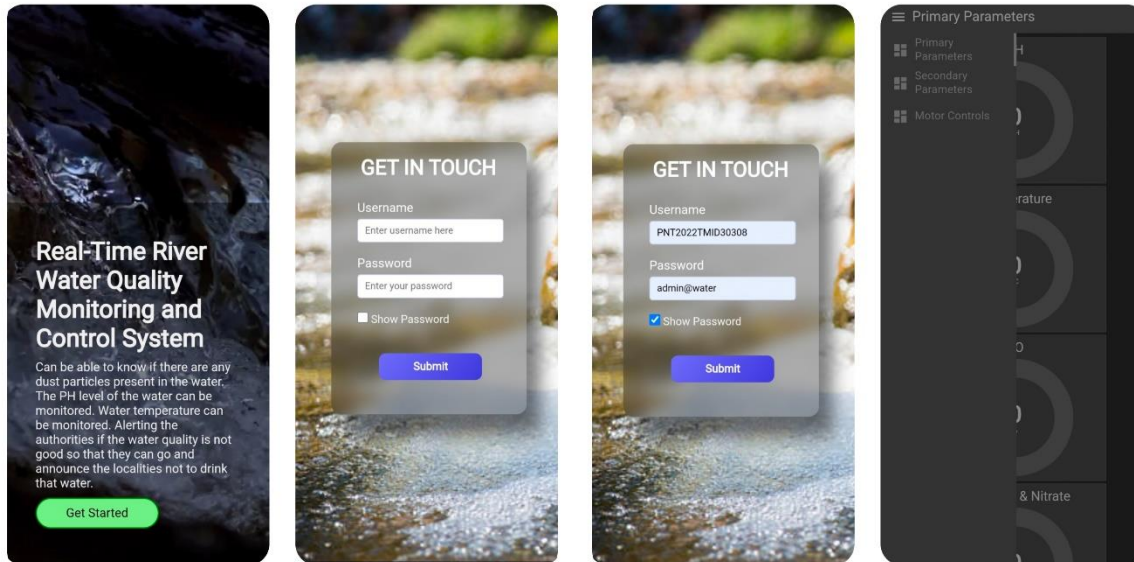 Real-Time River
Water Quality
Monitoring and
Control System
Can be able to know if there are any
dust particles present in the water.
The PH level of the water can be
monitored. Water temperature can
be monitored. Alerting the
authorities if the water quality is not
good so that they can go and
announce the localities not to drink
that water.
Get Started
GET IN TOUCH
Username
Enter username here
Password
Enter your password
Show Password
Submit
GET IN TOUCH
Username
PNT2022TMID30308
Password
admin@water
Show Password
Submit
Primary Parameters
Primary
Parameters
Secondary
Parameters
Motor Controls
& Nitrate